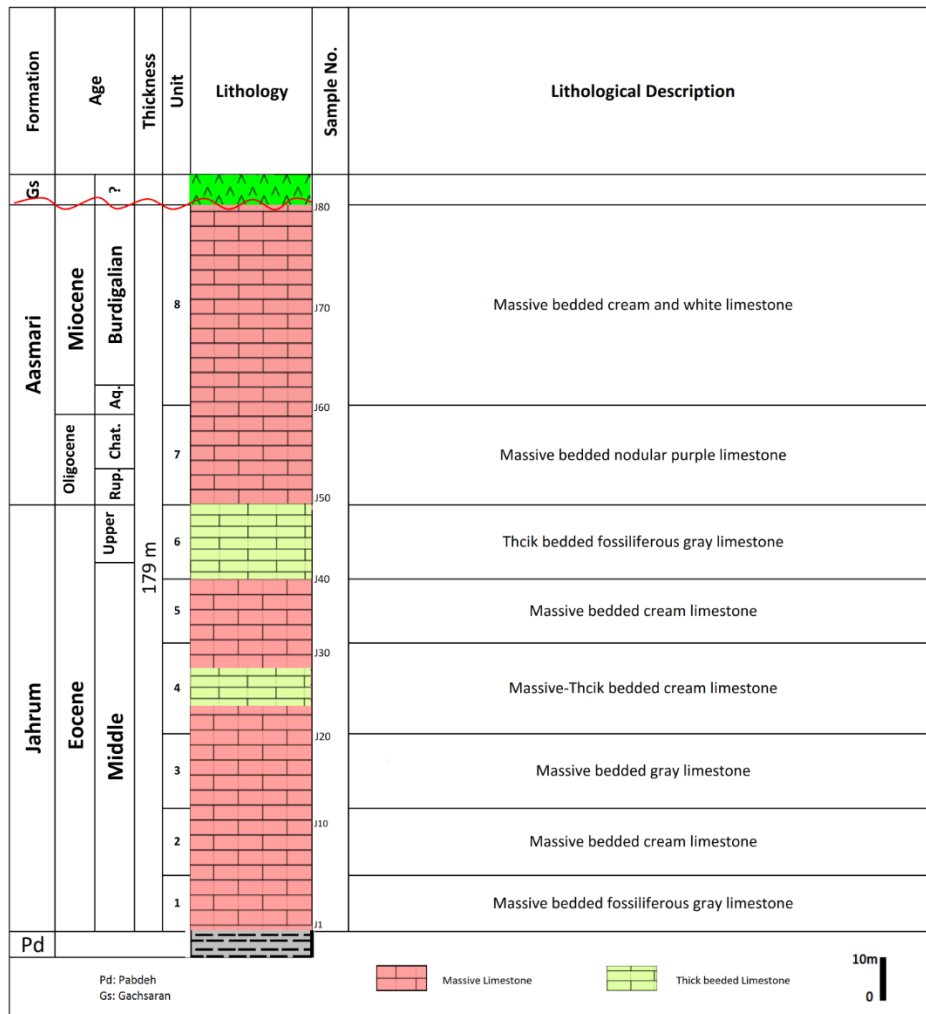 Formation
Age
Thickness
Unit
Lithology
Sample No.
Lithological Description
Gs
?
J80
Aasmari
Miocene
Burdigalian
8
J70
Massive bedded cream and white limestone
Aq.
J60
Oligocene
Chat.
7
Massive bedded nodular purple limestone
Rup.
J50
179 m
Jahrum
Eocene
Upper
6
Thcik bedded fossiliferous gray limestone
J40
Middle
5
Massive bedded cream limestone
J30
4
Massive-Thcik bedded cream limestone
J20
3
Massive bedded gray limestone
J10
2
Massive bedded cream limestone
1
Massive bedded fossiliferous gray limestone
J1
Pd
Pd: Pabdeh
Gs: Gachsaran
Massive Limestone
Thick beeded Limestone
10m
0